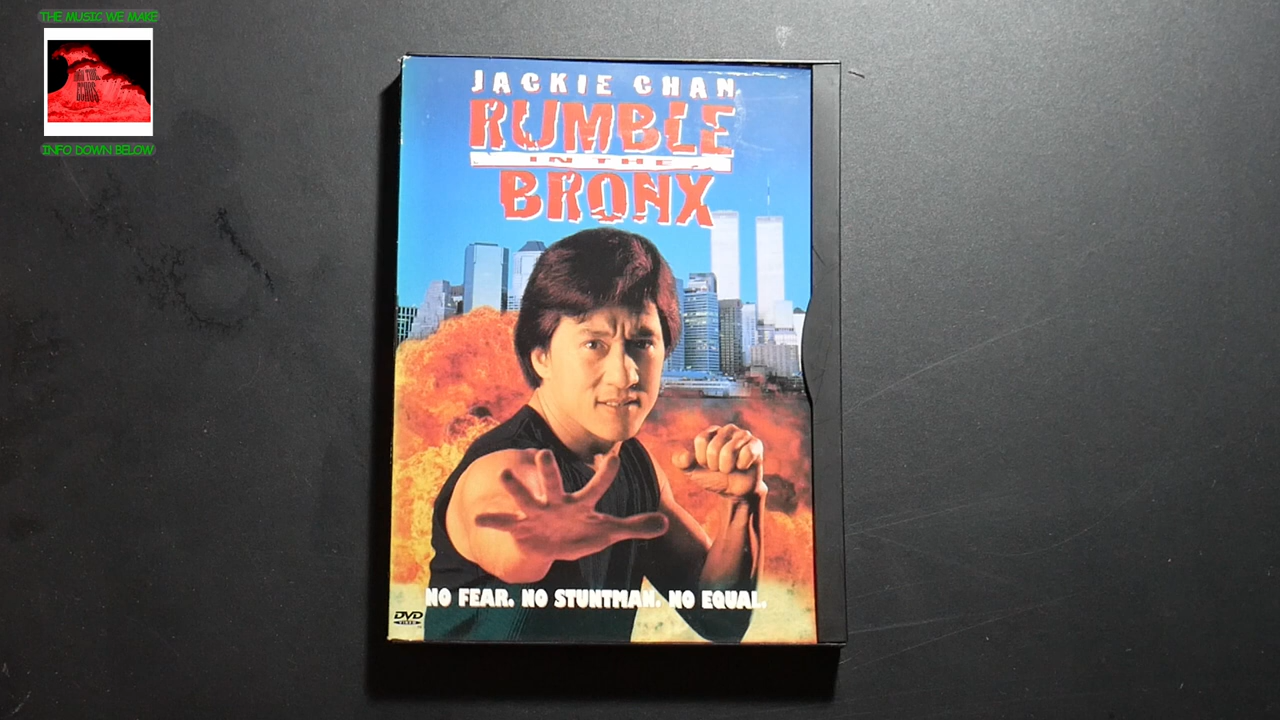 THE MUSIC WE MAKE
INFO DOWN BELOW
JACKIE CHAN
RUMBLE
IN THE
BRONX
NO FEAR. NO STUNTMAN. NO EQUAL.
DVD
VIDEO